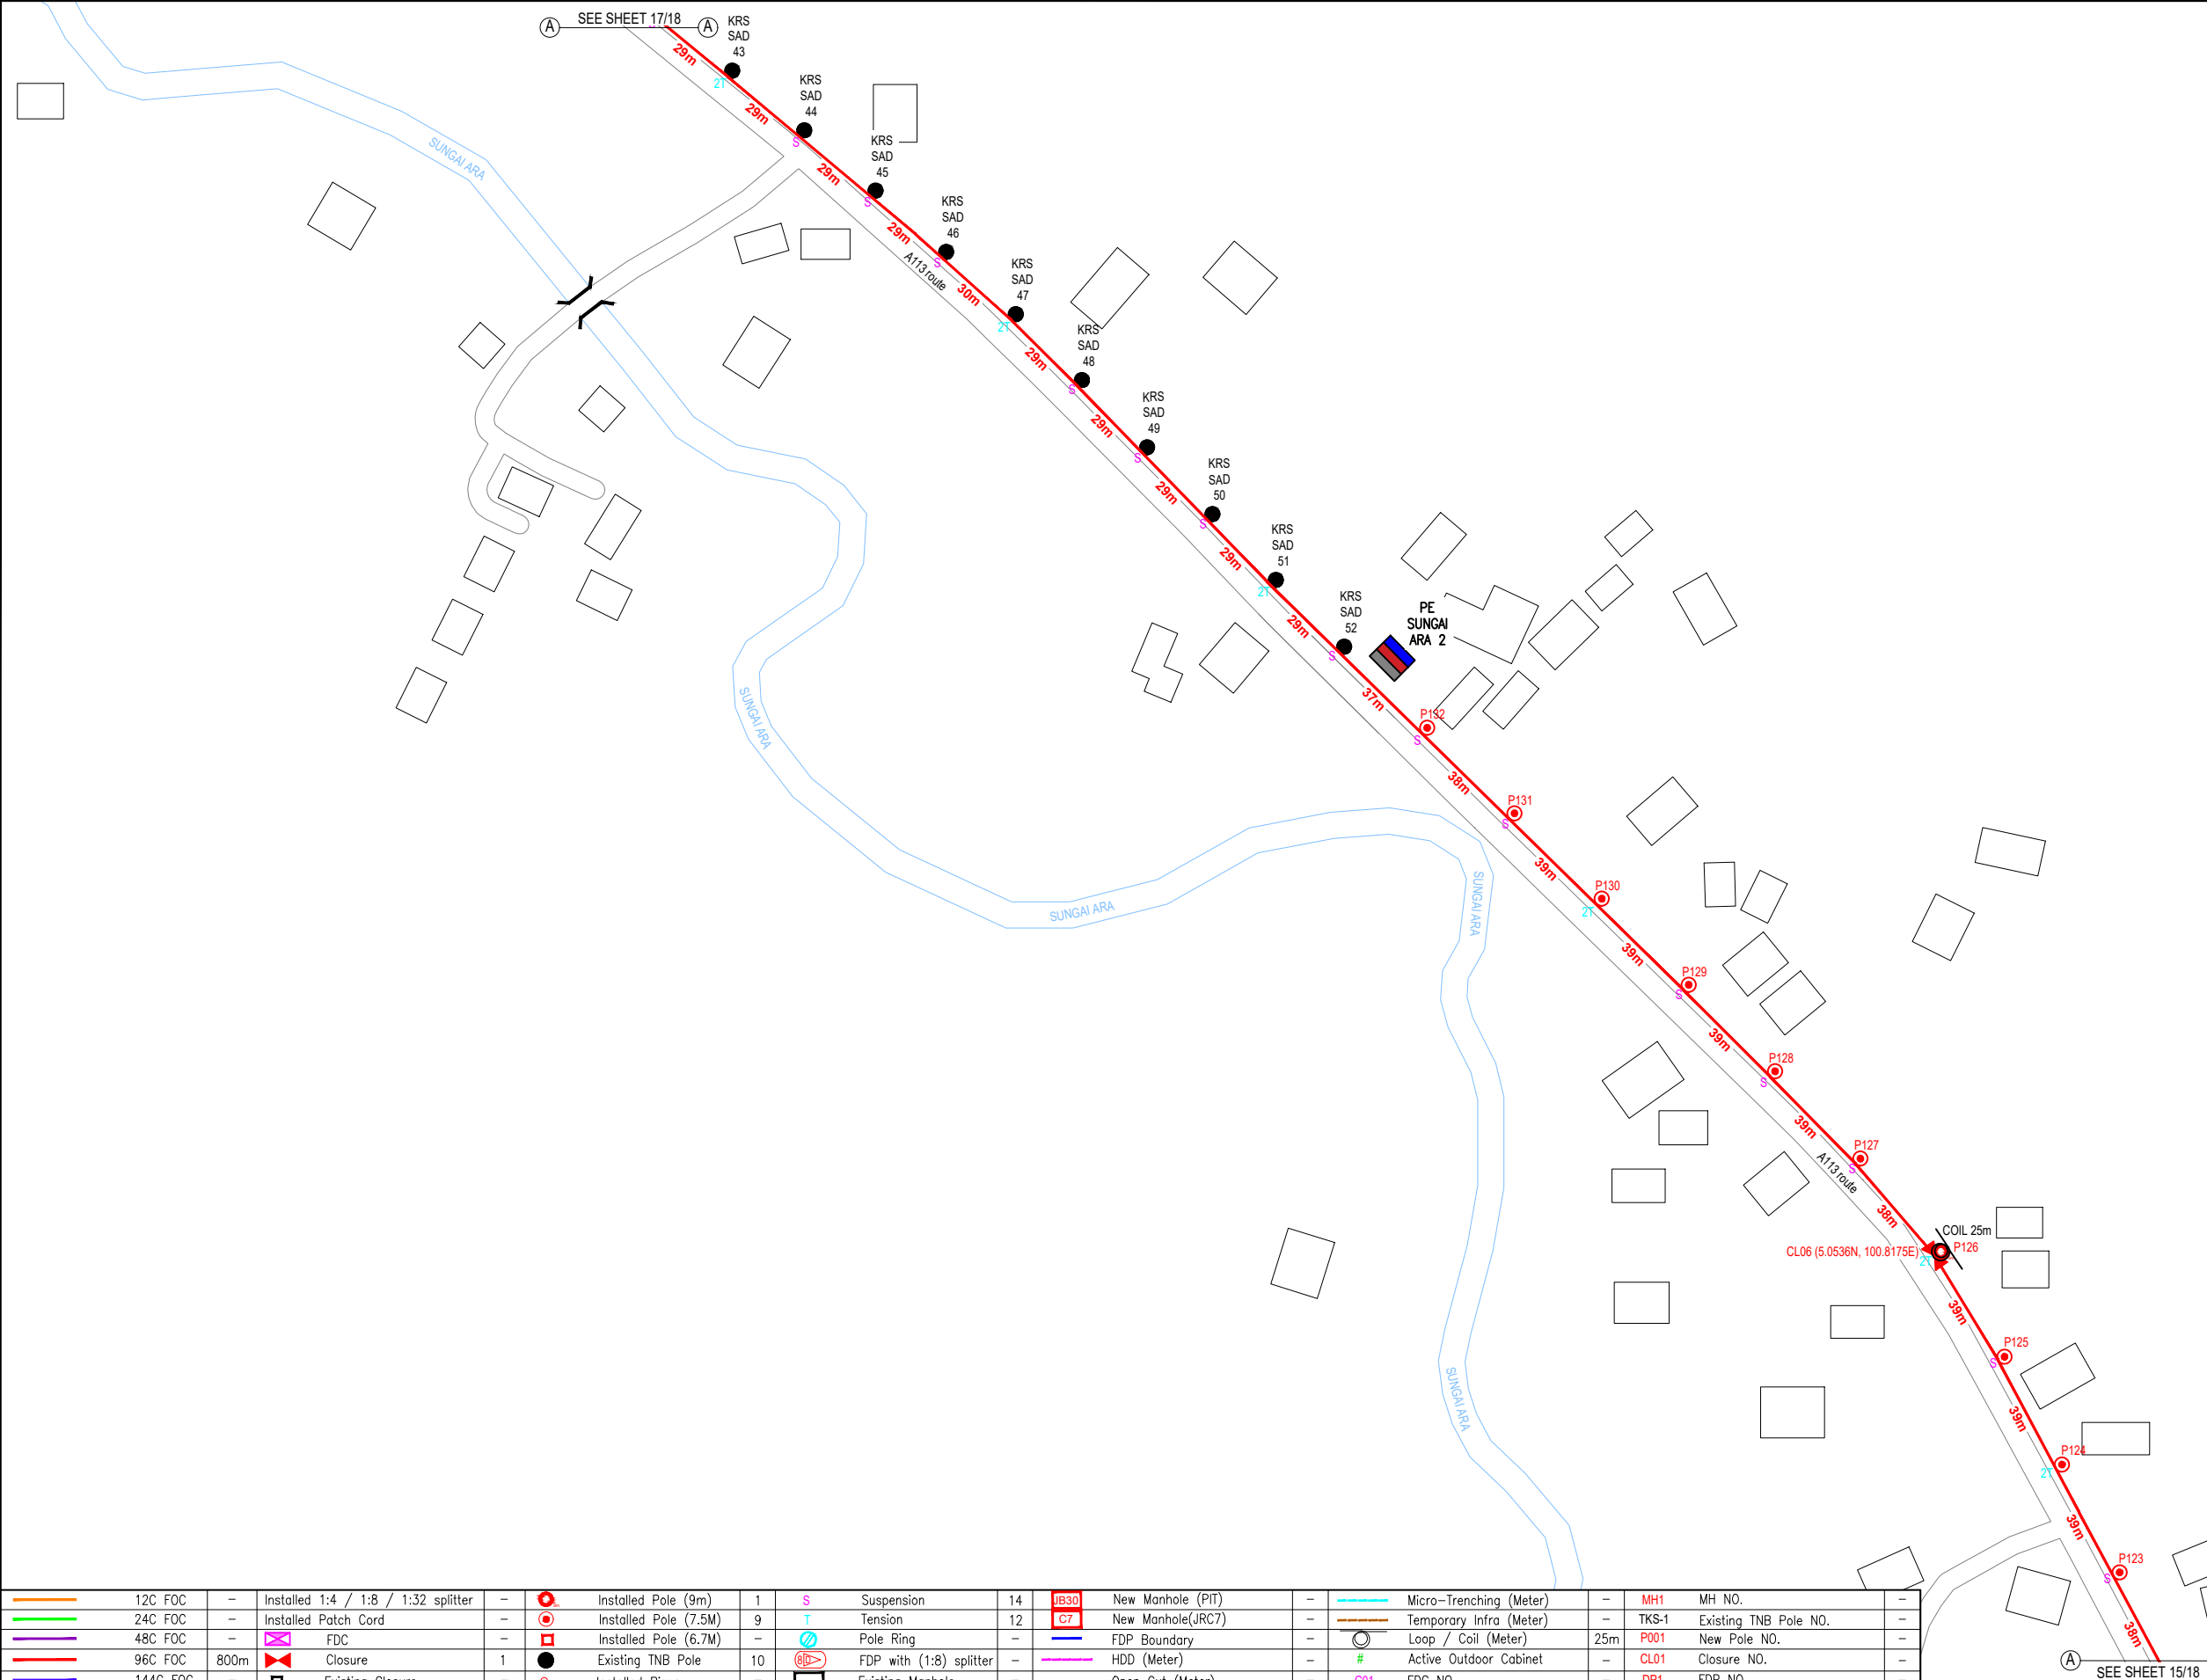 SEE SHEET 17/18
A
A
KRS
SAD
43
29m
2T
KRS
SAD
44
29m
S
KRS
SAD
45
29m
S
KRS
SAD
46
29m
S
A113 route
KRS
SAD
47
30m
2T
KRS
SAD
48
29m
S
KRS
SAD
49
29m
S
KRS
SAD
50
29m
S
KRS
SAD
51
29m
2T
KRS
SAD
52
29m
S
PE
SUNGAI
ARA 2
37m
P132
S
38m
P131
S
39m
P130
2T
39m
P129
S
39m
P128
S
39m
P127
S
A113 route
38m
COIL 25m
CL06 (5.0536N, 100.8175E)
P126
2T
39m
P125
S
39m
P124
2T
39m
P123
S
38m
A
SEE SHEET 15/18
SUNGAI ARA
SUNGAI ARA
SUNGAI ARA
SUNGAI ARA
SUNGAI ARA
12C FOC - Installed 1:4 / 1:8 / 1:32 splitter - Installed Pole (9m) 1 S Suspension 14 JB30 New Manhole (PIT) - Micro-Trenching (Meter) - MH1 MH NO. -
24C FOC - Installed Patch Cord - Installed Pole (7.5M) 9 T Tension 12 C7 New Manhole(JRC7) - Temporary Infra (Meter) - TKS-1 Existing TNB Pole NO. -
48C FOC - FDC - Installed Pole (6.7M) - Pole Ring - FDP Boundary - Loop / Coil (Meter) 25m P001 New Pole NO. -
96C FOC 800m Closure 1 Existing TNB Pole 10 8 D FDP with (1:8) splitter - HDD (Meter) - # Active Outdoor Cabinet - CL01 Closure NO. -